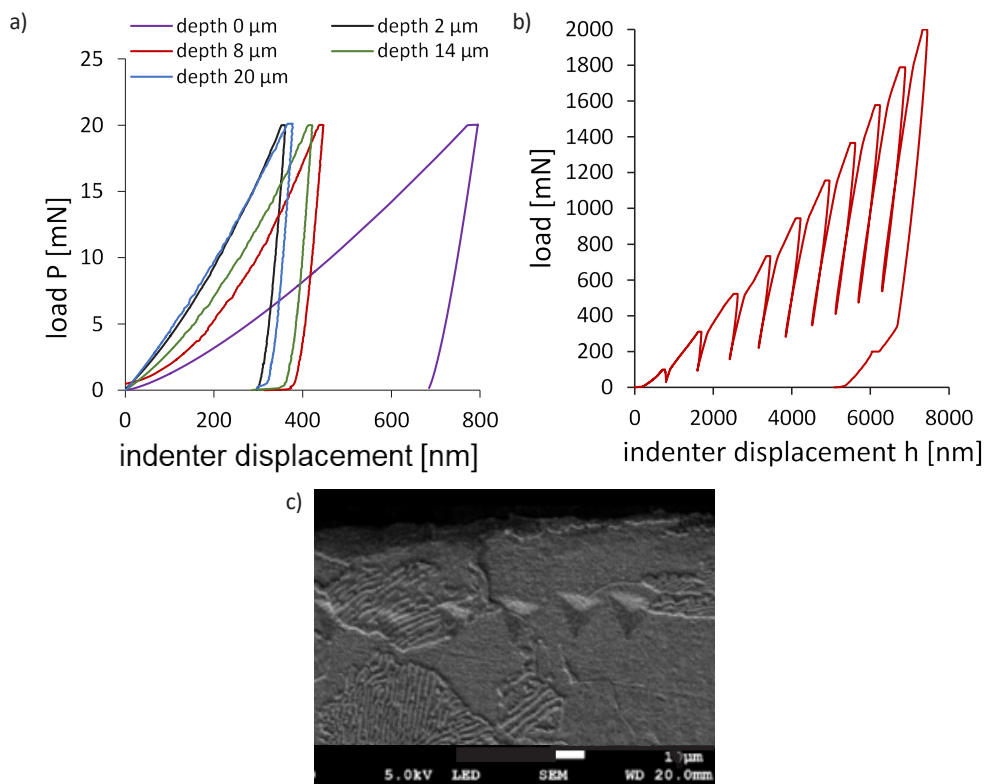 a)
depth 0 µm
depth 2 µm
depth 8 µm
depth 14 µm
depth 20 µm
25
20
15
10
5
0
load P [mN]
0 200 400 600 800
indenter displacement [nm]
b)
2000
1800
1600
1400
1200
1000
800
600
400
200
0
load [mN]
0 2000 4000 6000 8000
indenter displacement h [nm]
c)
10µm
5.0kV LED SEM WD 20.0mm